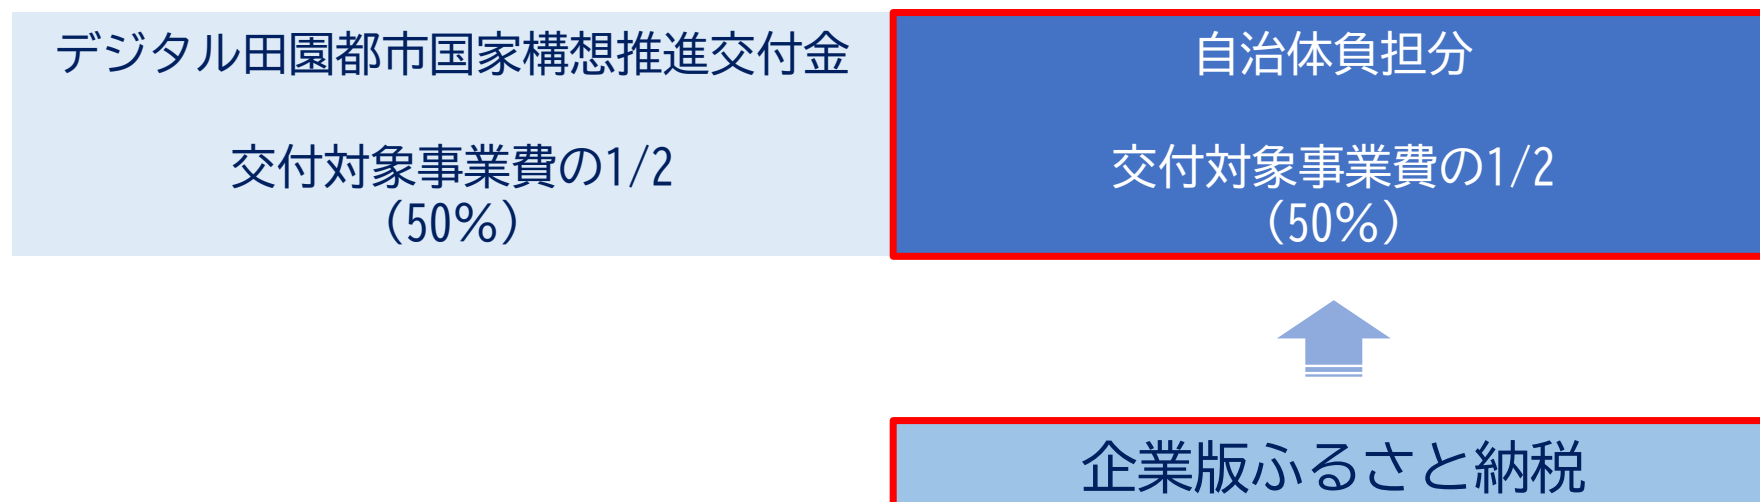 デジタル田園都市国家構想推進交付金
交付対象事業費の1/2
(50%)
自治体負担分
交付対象事業費の1/2
(50%)
企業版ふるさと納税